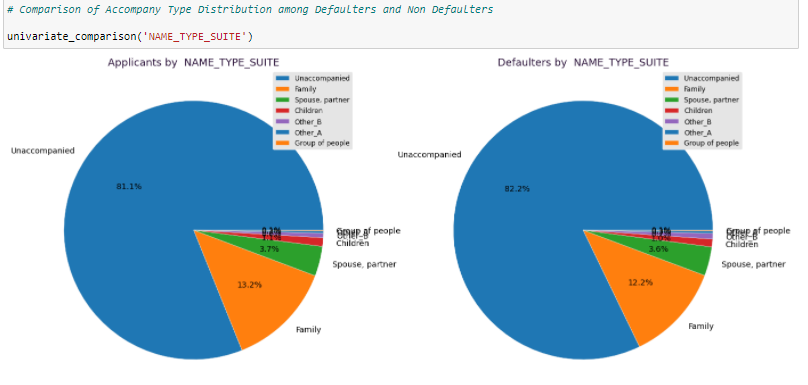 # Comparison of Accompany Type Distribution among Defaulters and Non Defaulters
univariate_comparison('NAME_TYPE_SUITE')
Applicants by NAME_TYPE_SUITE
Unaccompanied
Family
Spouse, partner
Children
Other_B
Other_A
Group of people
Unaccompanied
81.1%
Group of people
Other_B
Children
3.7%
Spouse, partner
13.2%
Family
Defaulters by NAME_TYPE_SUITE
Unaccompanied
Family
Spouse, partner
Children
Other_B
Other_A
Group of people
Unaccompanied
82.2%
Group of people
Other_B
Children
3.6%
Spouse, partner
12.2%
Family